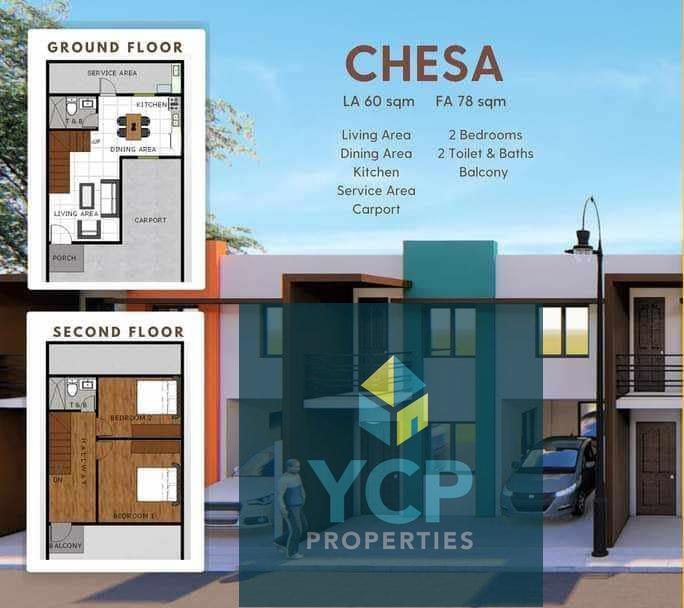 GROUND FLOOR
SERVICE AREA
KITCHEN
T & B
UP
DINING AREA
LIVING AREA
CARPORT
PORCH
SECOND FLOOR
T & B
BEDROOM 2
HALLWAY
DN
BEDROOM 1
BALCONY
CHESA
LA 60 sqm FA 78 sqm
Living Area 2 Bedrooms
Dining Area 2 Toilet & Baths
Kitchen Balcony
Service Area
Carport
YCP
PROPERTIES